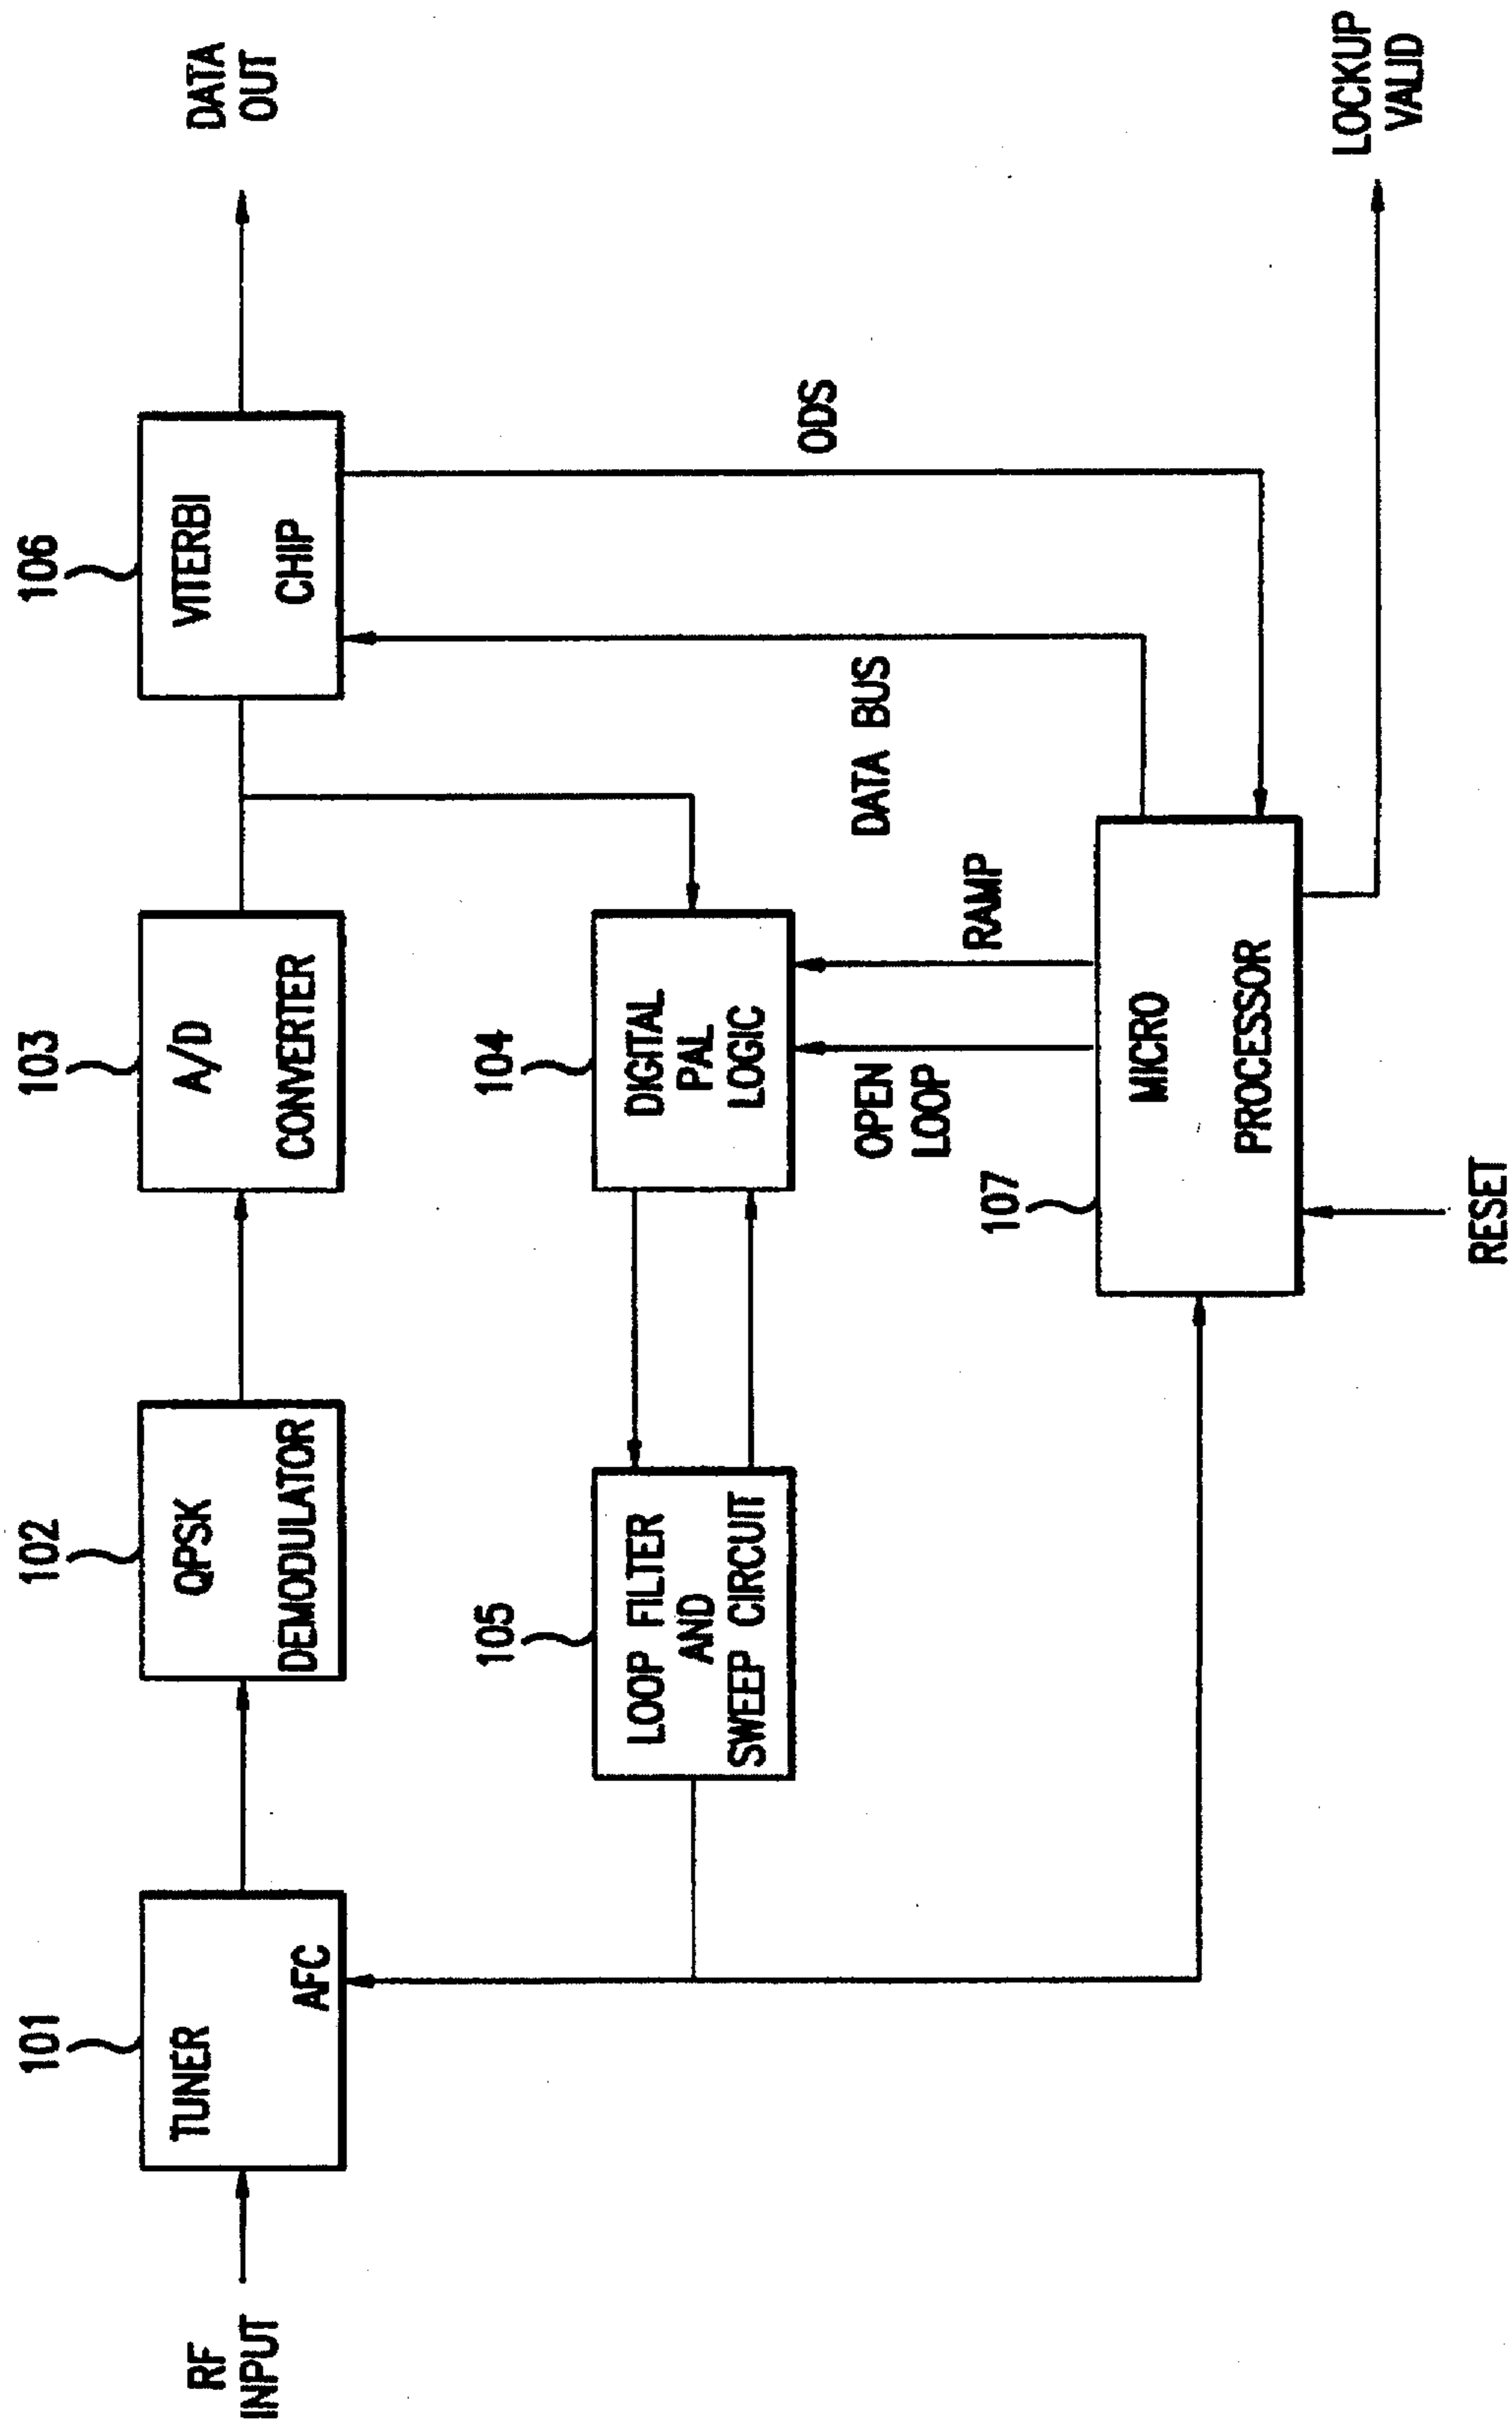 101
TUNER
AFC
102
QPSK
DEMODULATOR
103
A/D
CONVERTER
106
VITERBI
CHIP
RF
INPUT
DATA
OUT
105
LOOP FILTER
AND
SWEEP CIRCUIT
104
DIGITAL
PAL
LOGIC
ODS
OPEN
LOOP
RAMP
DATA BUS
107
MICRO
PROCESSOR
LOCKUP
VALID
RESET